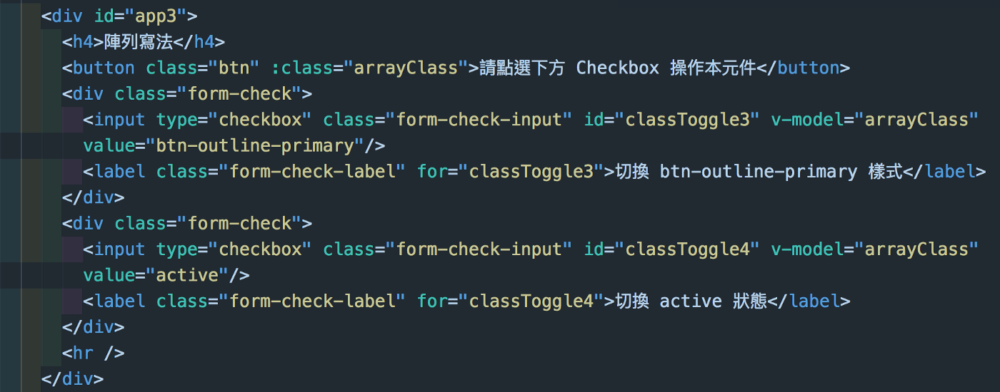 <div id="app3">
<h4>陣列寫法</h4>
<button class="btn" :class="arrayClass">請點選下方 Checkbox 操作本元件</button>
<div class="form-check">
<input type="checkbox" class="form-check-input" id="classToggle3" v-model="arrayClass"
value="btn-outline-primary"/>
<label class="form-check-label" for="classToggle3">切換 btn-outline-primary 樣式</label>
</div>
<div class="form-check">
<input type="checkbox" class="form-check-input" id="classToggle4" v-model="arrayClass"
value="active"/>
<label class="form-check-label" for="classToggle4">切換 active 狀態</label>
</div>
<hr />
</div>